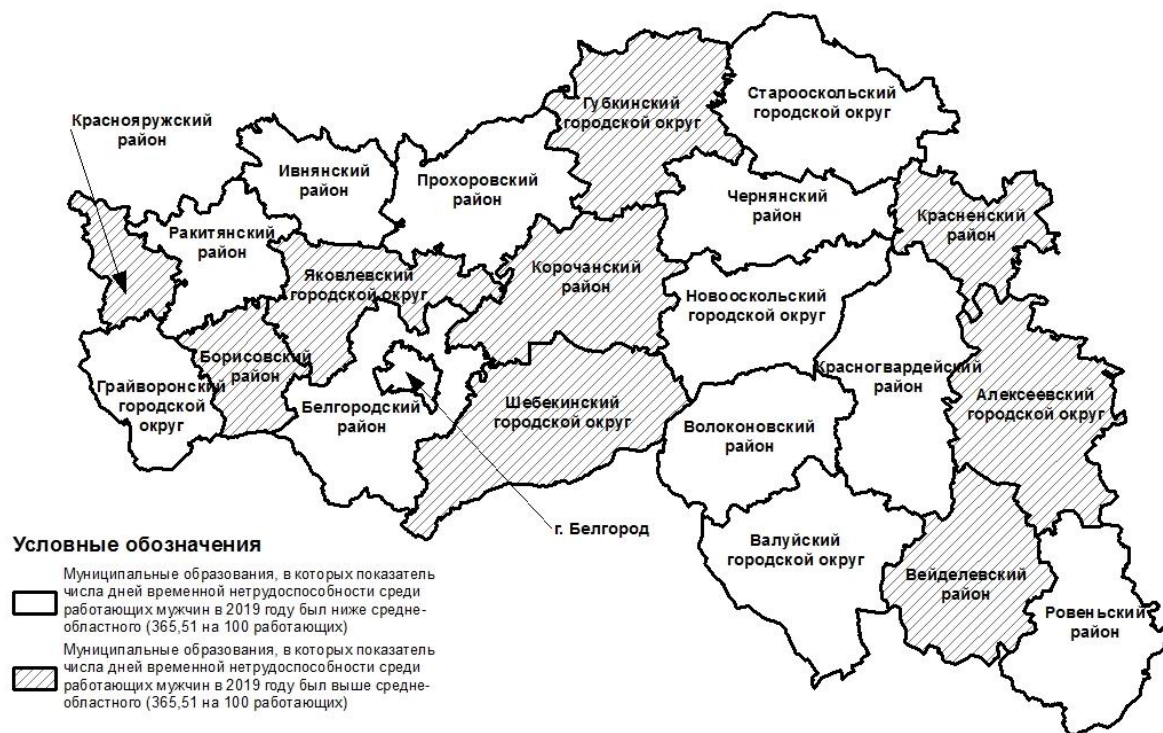 Губкинский
городской округ
Старооскольский
городской округ
Краснояружский
район
Ивнянский
район
Прохоровский
район
Чернянский
район
Красненский
район
Ракитянский
район
Яковлевский
городской округ
Корочанский
район
Новооскольский
городской округ
Борисовский
район
Грайворонский
городской
округ
Белгородский
район
Шебекинский
городской округ
Красногвардейский
район
Алексеевский
городской округ
Волоконовский
район
г. Белгород
Валуйский
городской округ
Вейделевский
район
Ровеньский
район
Условные обозначения
Муниципальные образования, в которых показатель
числа дней временной нетрудоспособности среди
работающих мужчин в 2019 году был ниже средне-
областного (365,51 на 100 работающих)
Муниципальные образования, в которых показатель
числа дней временной нетрудоспособности среди
работающих мужчин в 2019 году был выше средне-
областного (365,51 на 100 работающих)